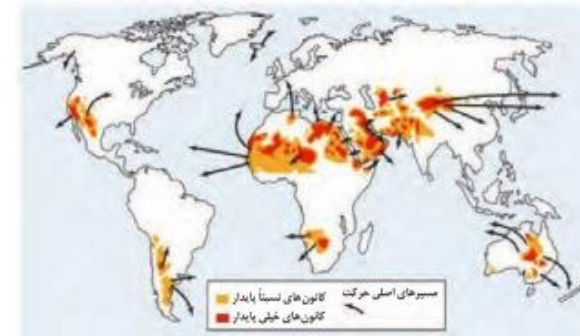 مسیرهای اصلی حرکت
کانون‌های نسبتاً پایدار
کانون‌های خیلی پایدار